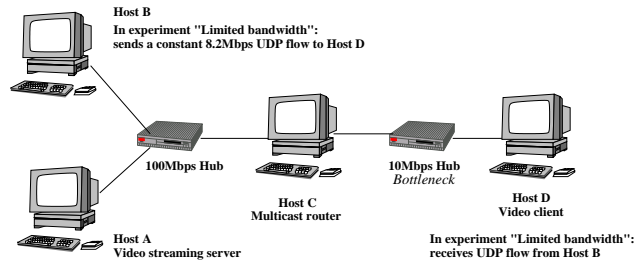 Host B
In experiment "Limited bandwidth":
sends a constant 8.2Mbps UDP flow to Host D
100Mbps Hub
Host C
Multicast router
10Mbps Hub
Bottleneck
Host D
Video client
Host A
Video streaming server
In experiment "Limited bandwidth":
receives UDP flow from Host B